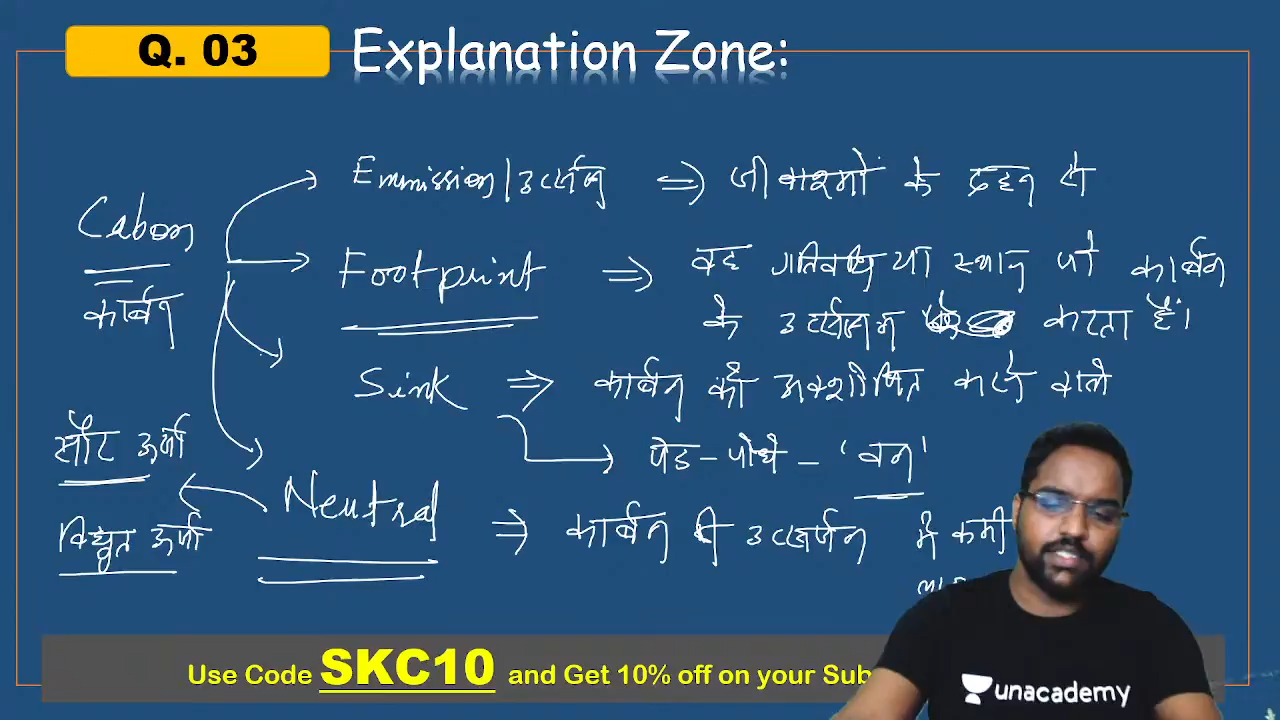 Q. 03
Explanation Zone:
Emmission/उत्सर्जन ⇒ जीवाश्मों के दहन से
Cabon
कार्बन
Footprint ⇒ वह गतिविधि या स्थान जो कार्बन
के उत्सर्जन करता है।
Sink ⇒ कार्बन को अवशोषित करने वाले
पेड - पौधे - 'वन'
सौर ऊर्जा
Neutral ⇒ कार्बन की उत्सर्जन में कमी
विद्युत ऊर्जा
Use Code SKC10 and Get 10% off on your Sub
unacademy